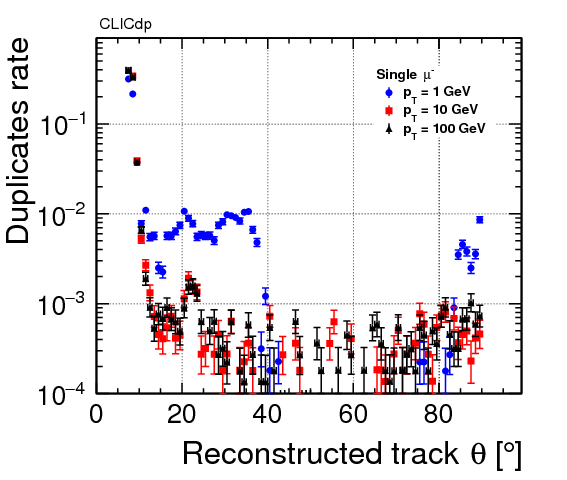 CLICdp
Duplicates rate
Single μ⁻
p_T = 1 GeV
p_T = 10 GeV
p_T = 100 GeV
10⁻¹
10⁻²
10⁻³
10⁻⁴
0 20 40 60 80
Reconstructed track θ [°]